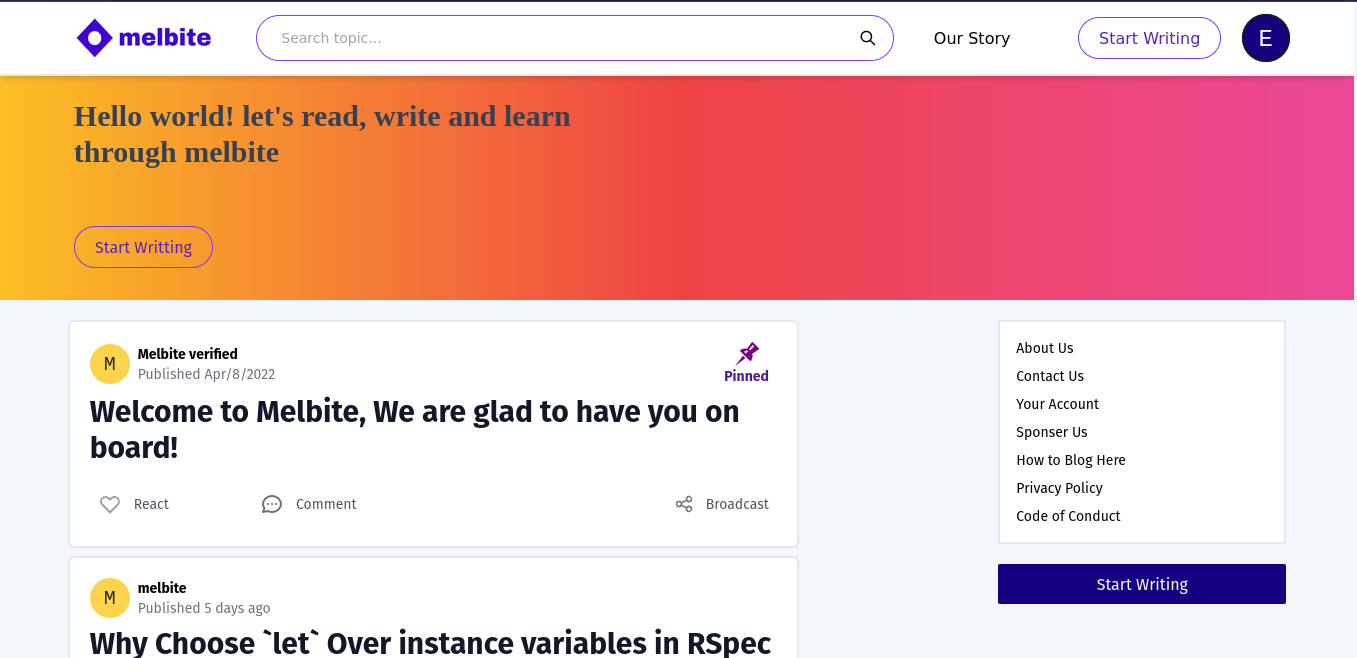 melbite
Search topic...
Our Story
Start Writing
E
Hello world! let's read, write and learn
through melbite
Start Writting
M
Melbite verified
Published Apr/8/2022
Pinned
Welcome to Melbite, We are glad to have you on
board!
React
Comment
Broadcast
M
melbite
Published 5 days ago
Why Choose `let` Over instance variables in RSpec
About Us
Contact Us
Your Account
Sponser Us
How to Blog Here
Privacy Policy
Code of Conduct
Start Writing